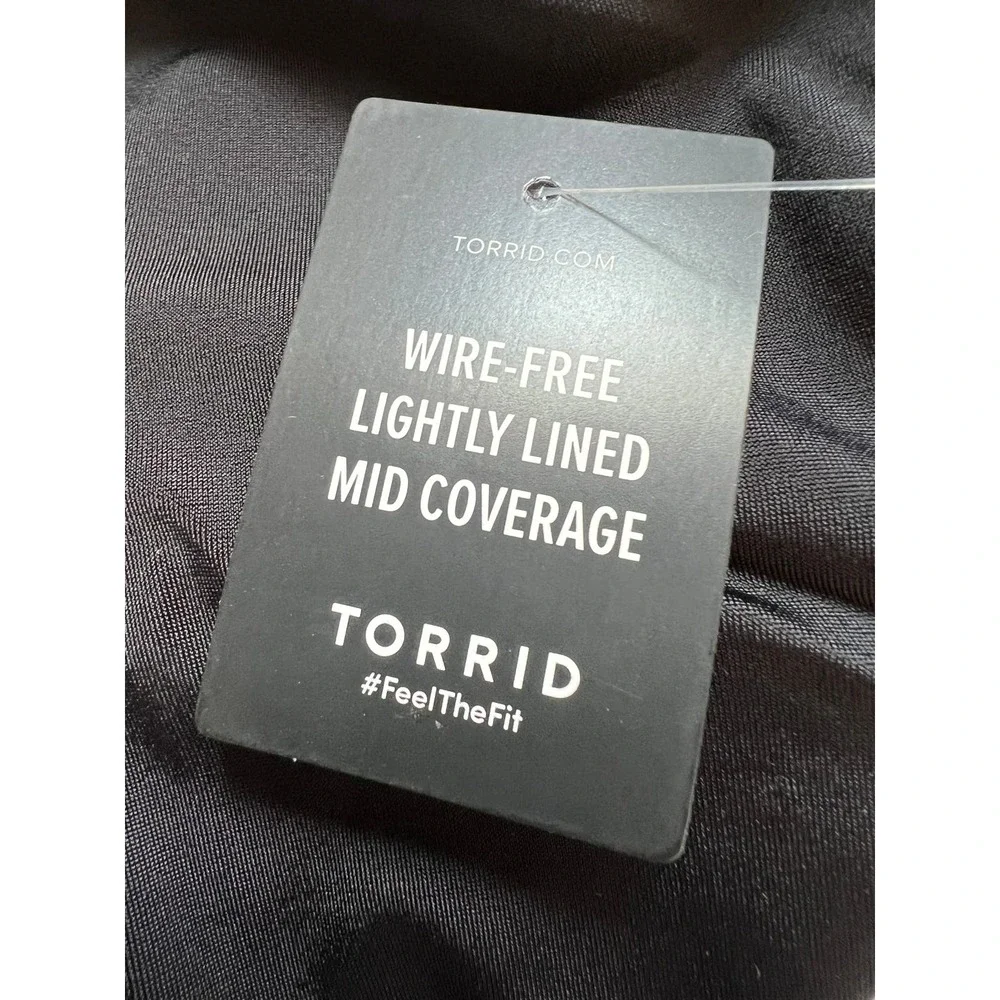 TORRID.COM
WIRE-FREE
LIGHTLY LINED
MID COVERAGE
TORRID
#FeelTheFit